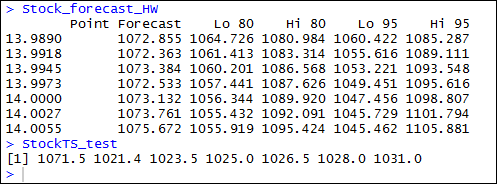 > Stock_forecast_HW
Point Forecast Lo 80 Hi 80 Lo 95 Hi 95
13.9890 1072.855 1064.726 1080.984 1060.422 1085.287
13.9918 1072.363 1061.413 1083.314 1055.616 1089.111
13.9945 1073.384 1060.201 1086.568 1053.221 1093.548
13.9973 1072.533 1057.441 1087.626 1049.451 1095.616
14.0000 1073.132 1056.344 1089.920 1047.456 1098.807
14.0027 1073.761 1055.432 1092.091 1045.729 1101.794
14.0055 1075.672 1055.919 1095.424 1045.462 1105.881
> StockTS_test
[1] 1071.5 1021.4 1023.5 1025.0 1026.5 1028.0 1031.0
>